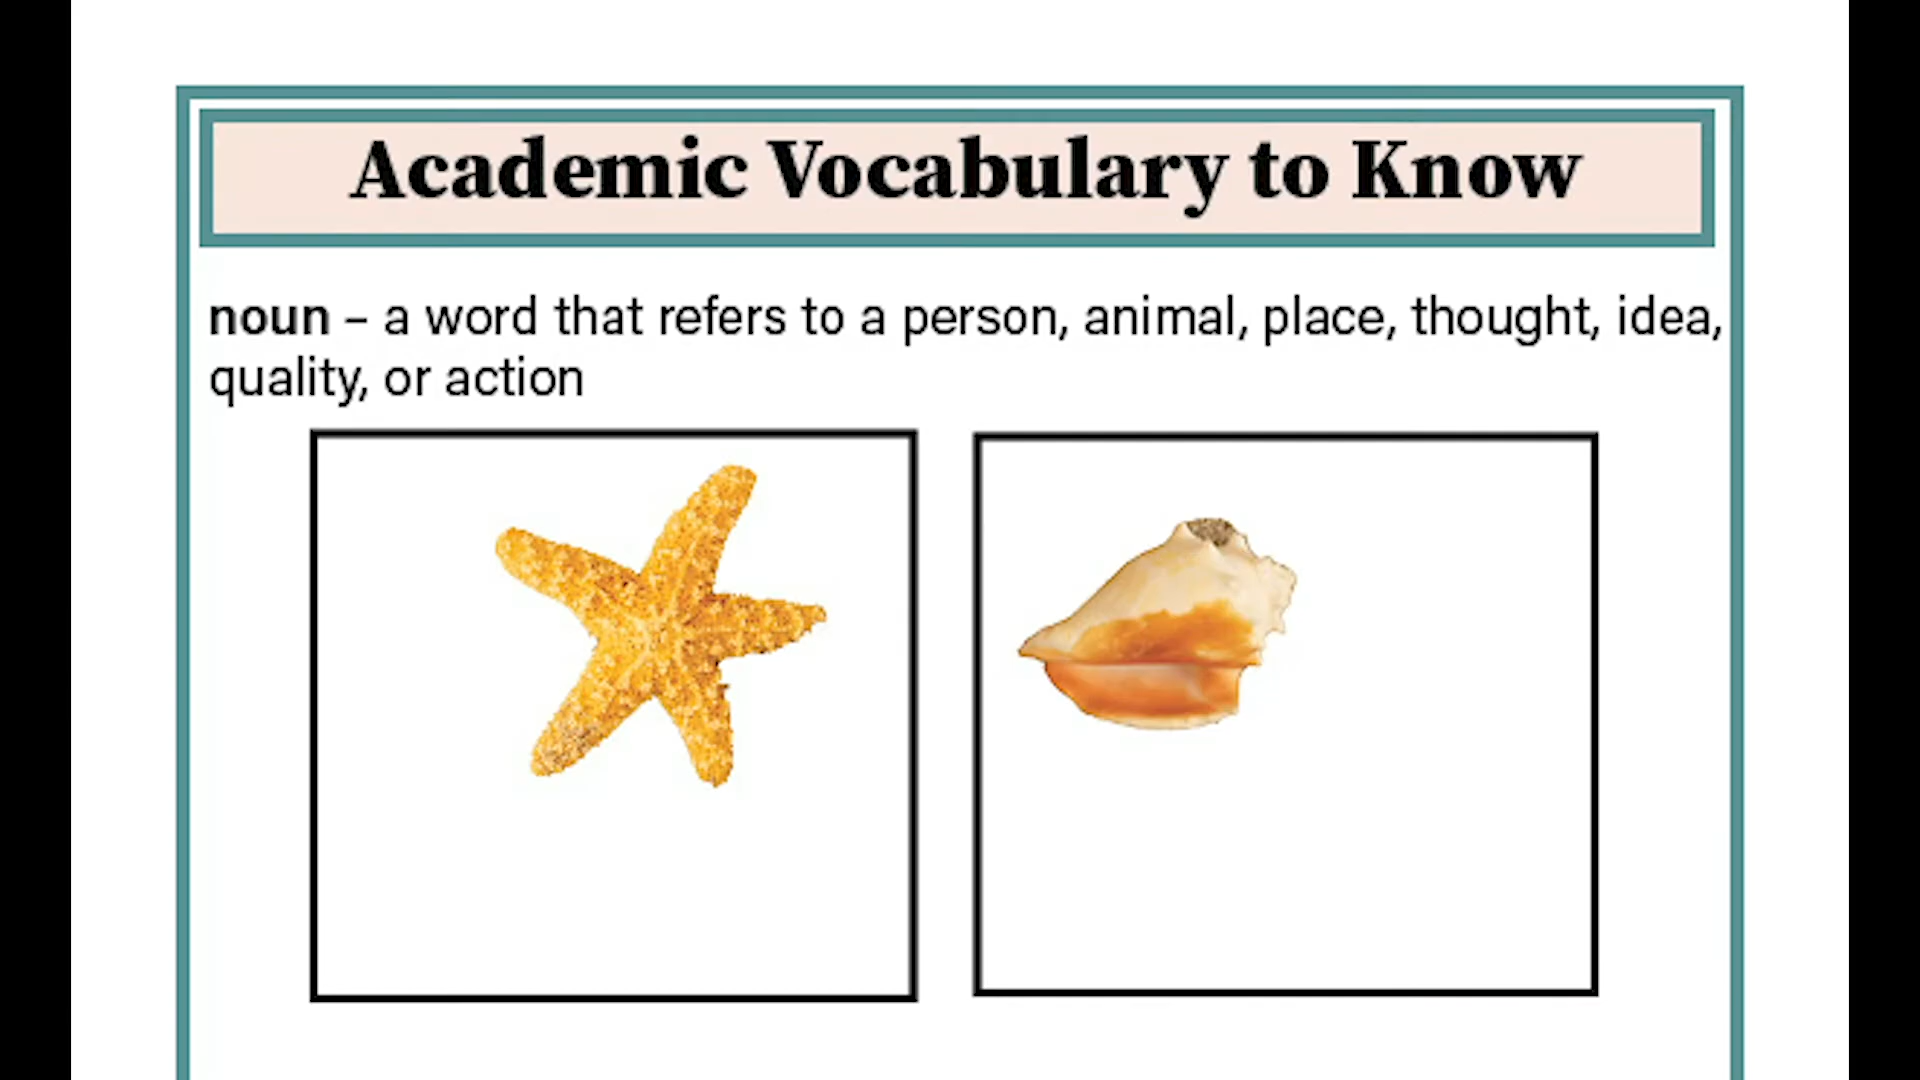 Academic Vocabulary to Know
noun – a word that refers to a person, animal, place, thought, idea,
quality, or action